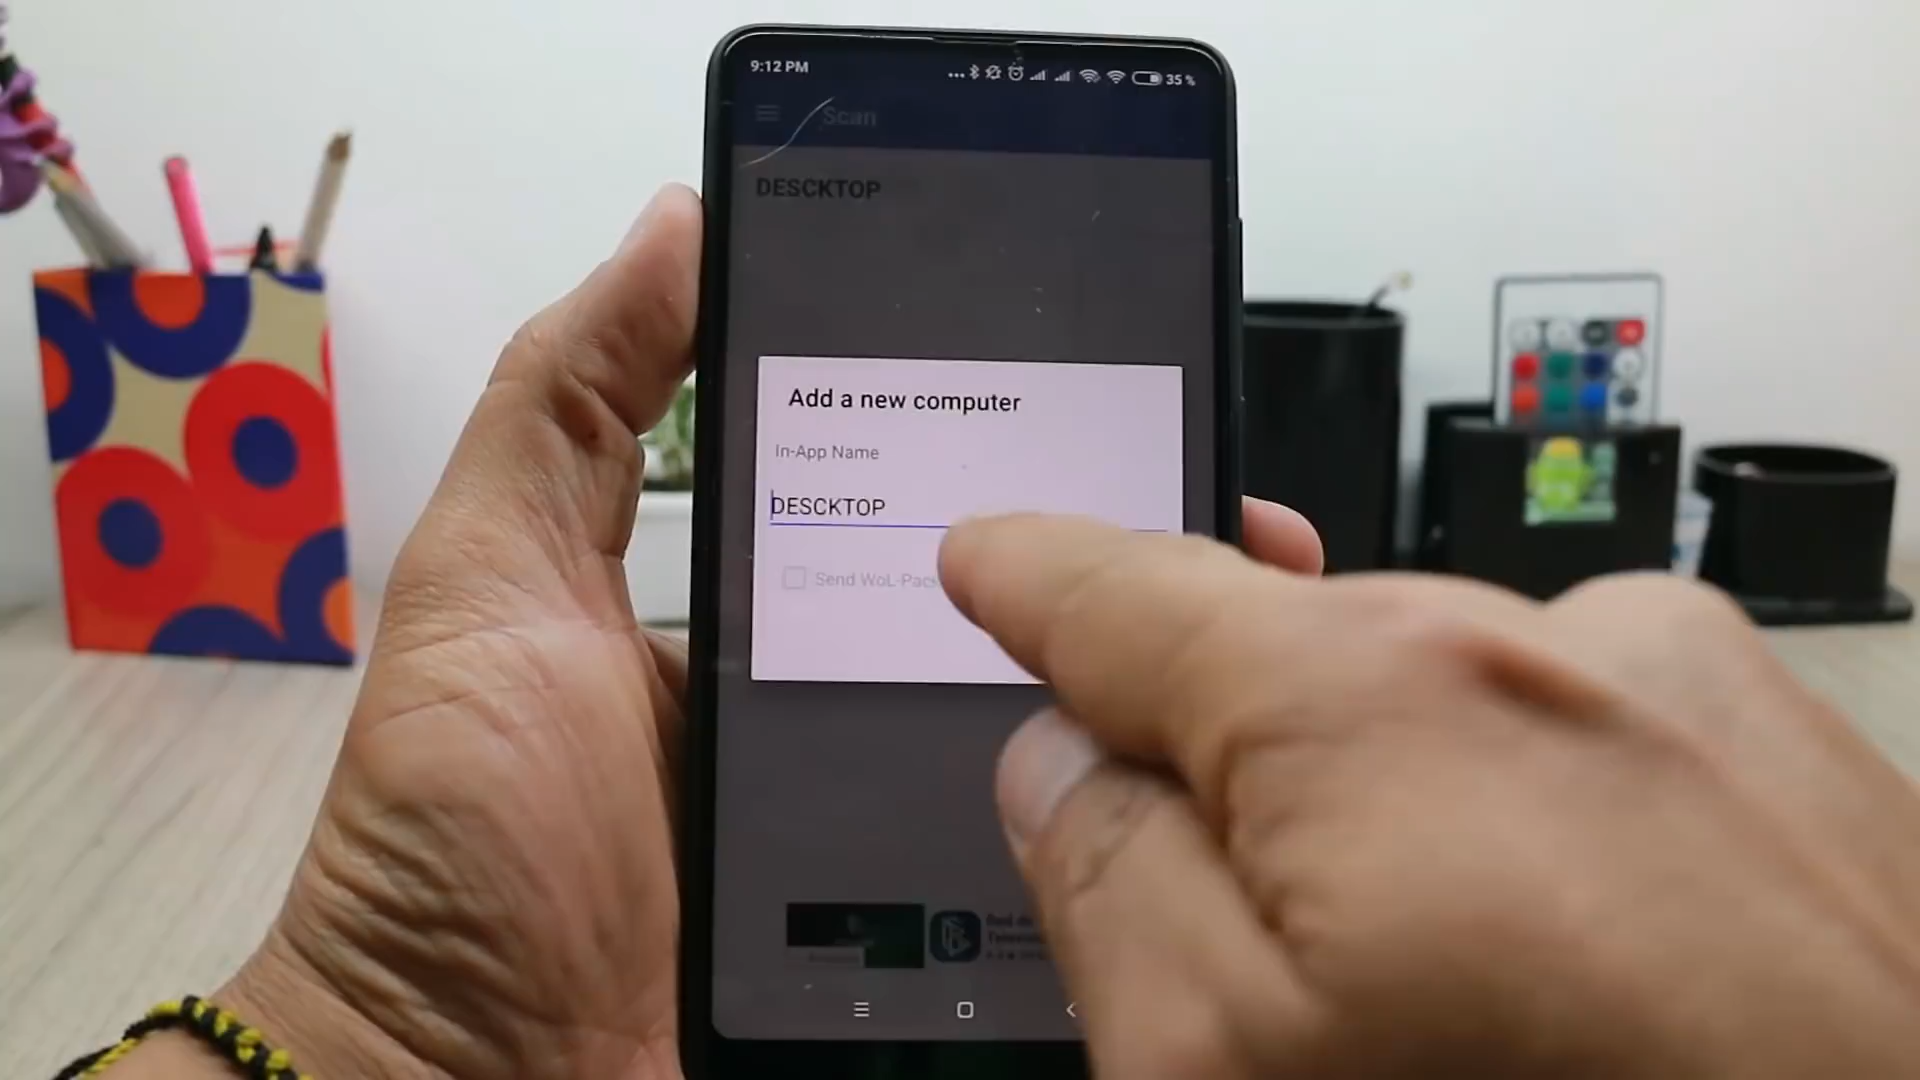 9:12 PM
35 %
Scan
DESCKTOP
Add a new computer
In-App Name
DESCKTOP
Send WoL-Pac